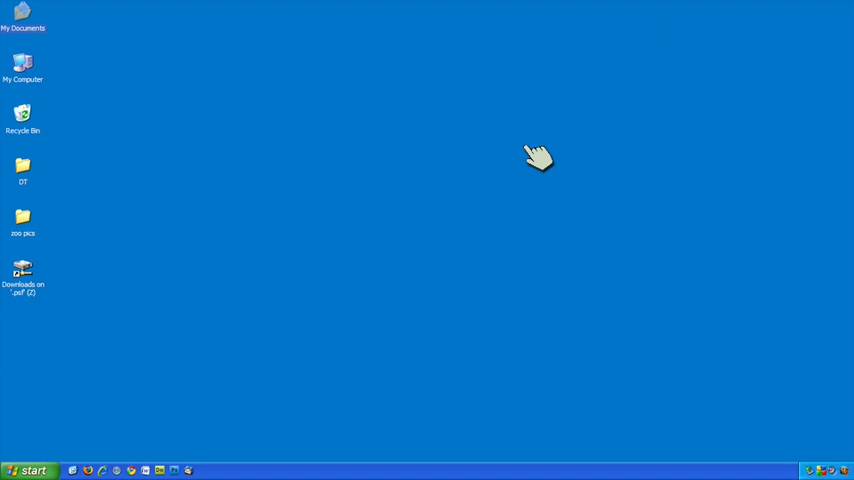 My Documents
My Computer
Recycle Bin
DT
zoo pics
Downloads on
'.psf' (Z)
start